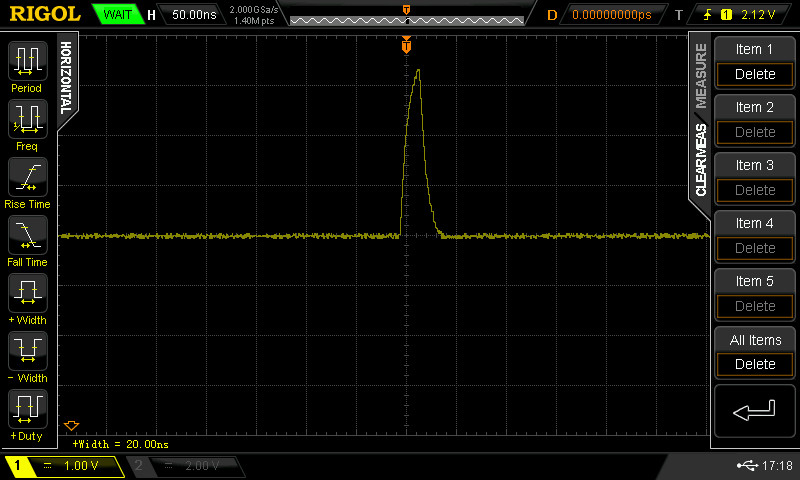 RIGOL WAIT H 50.00ns 2.000GSa/s 1.40M pts T D 0.00000000ps T 1 2.12 V
T
HORIZONTAL
Period
Freq
Rise Time
Fall Time
+Width
- Width
+Duty
MEASURE
CLEARMEAS
Item 1
Delete
Item 2
Delete
Item 3
Delete
Item 4
Delete
Item 5
Delete
All Items
Delete
+Width = 20.00ns
1 1.00 V 2 2.00 V 17:18